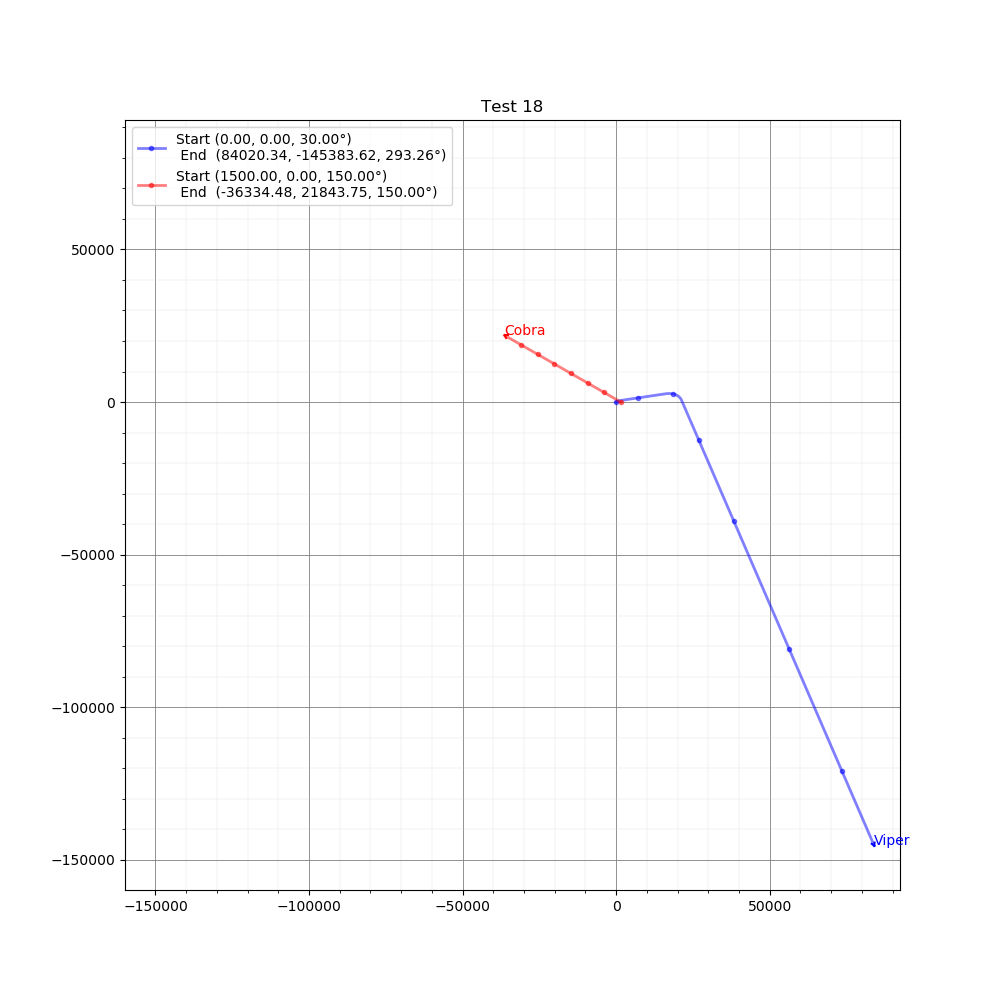 Test 18
Start (0.00, 0.00, 30.00°)
End (84020.34, -145383.62, 293.26°)
Start (1500.00, 0.00, 150.00°)
End (-36334.48, 21843.75, 150.00°)
50000
0
−50000
−100000
−150000
Cobra
Viper
−150000
−100000
−50000
0
50000